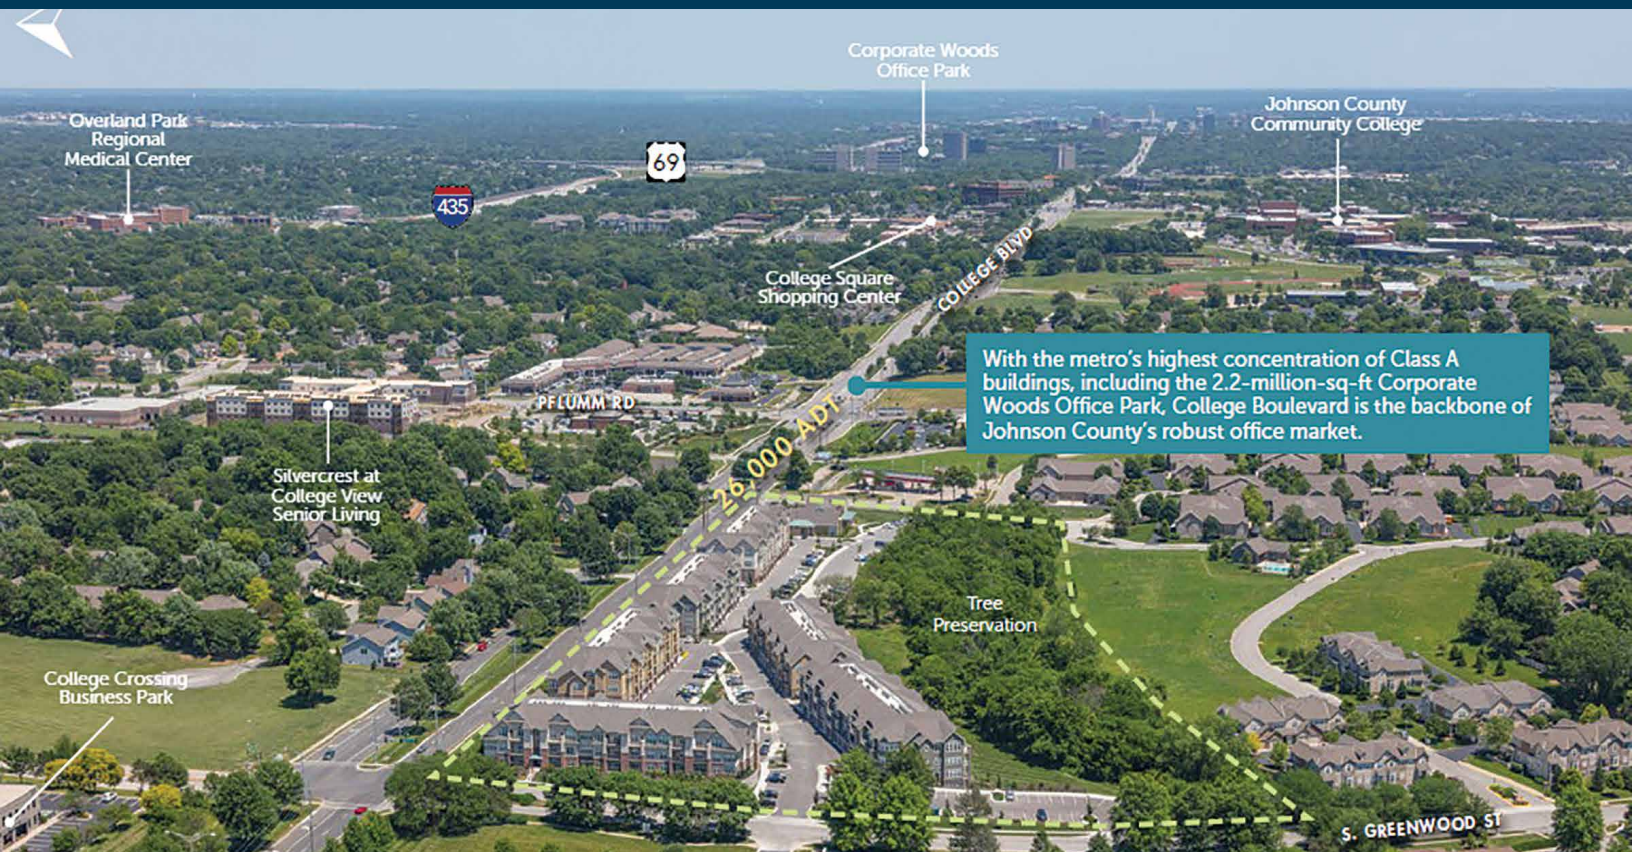 Corporate Woods
Office Park
Johnson County
Community College
Overland Park
Regional
Medical Center
69
435
College Square
Shopping Center
COLLEGE BLVD
With the metro's highest concentration of Class A
buildings, including the 2.2-million-sq-ft Corporate
Woods Office Park, College Boulevard is the backbone of
Johnson County's robust office market.
PFLUMM RD
26,000 ADT
Silvercrest at
College View
Senior Living
Tree
Preservation
College Crossing
Business Park
S. GREENWOOD ST